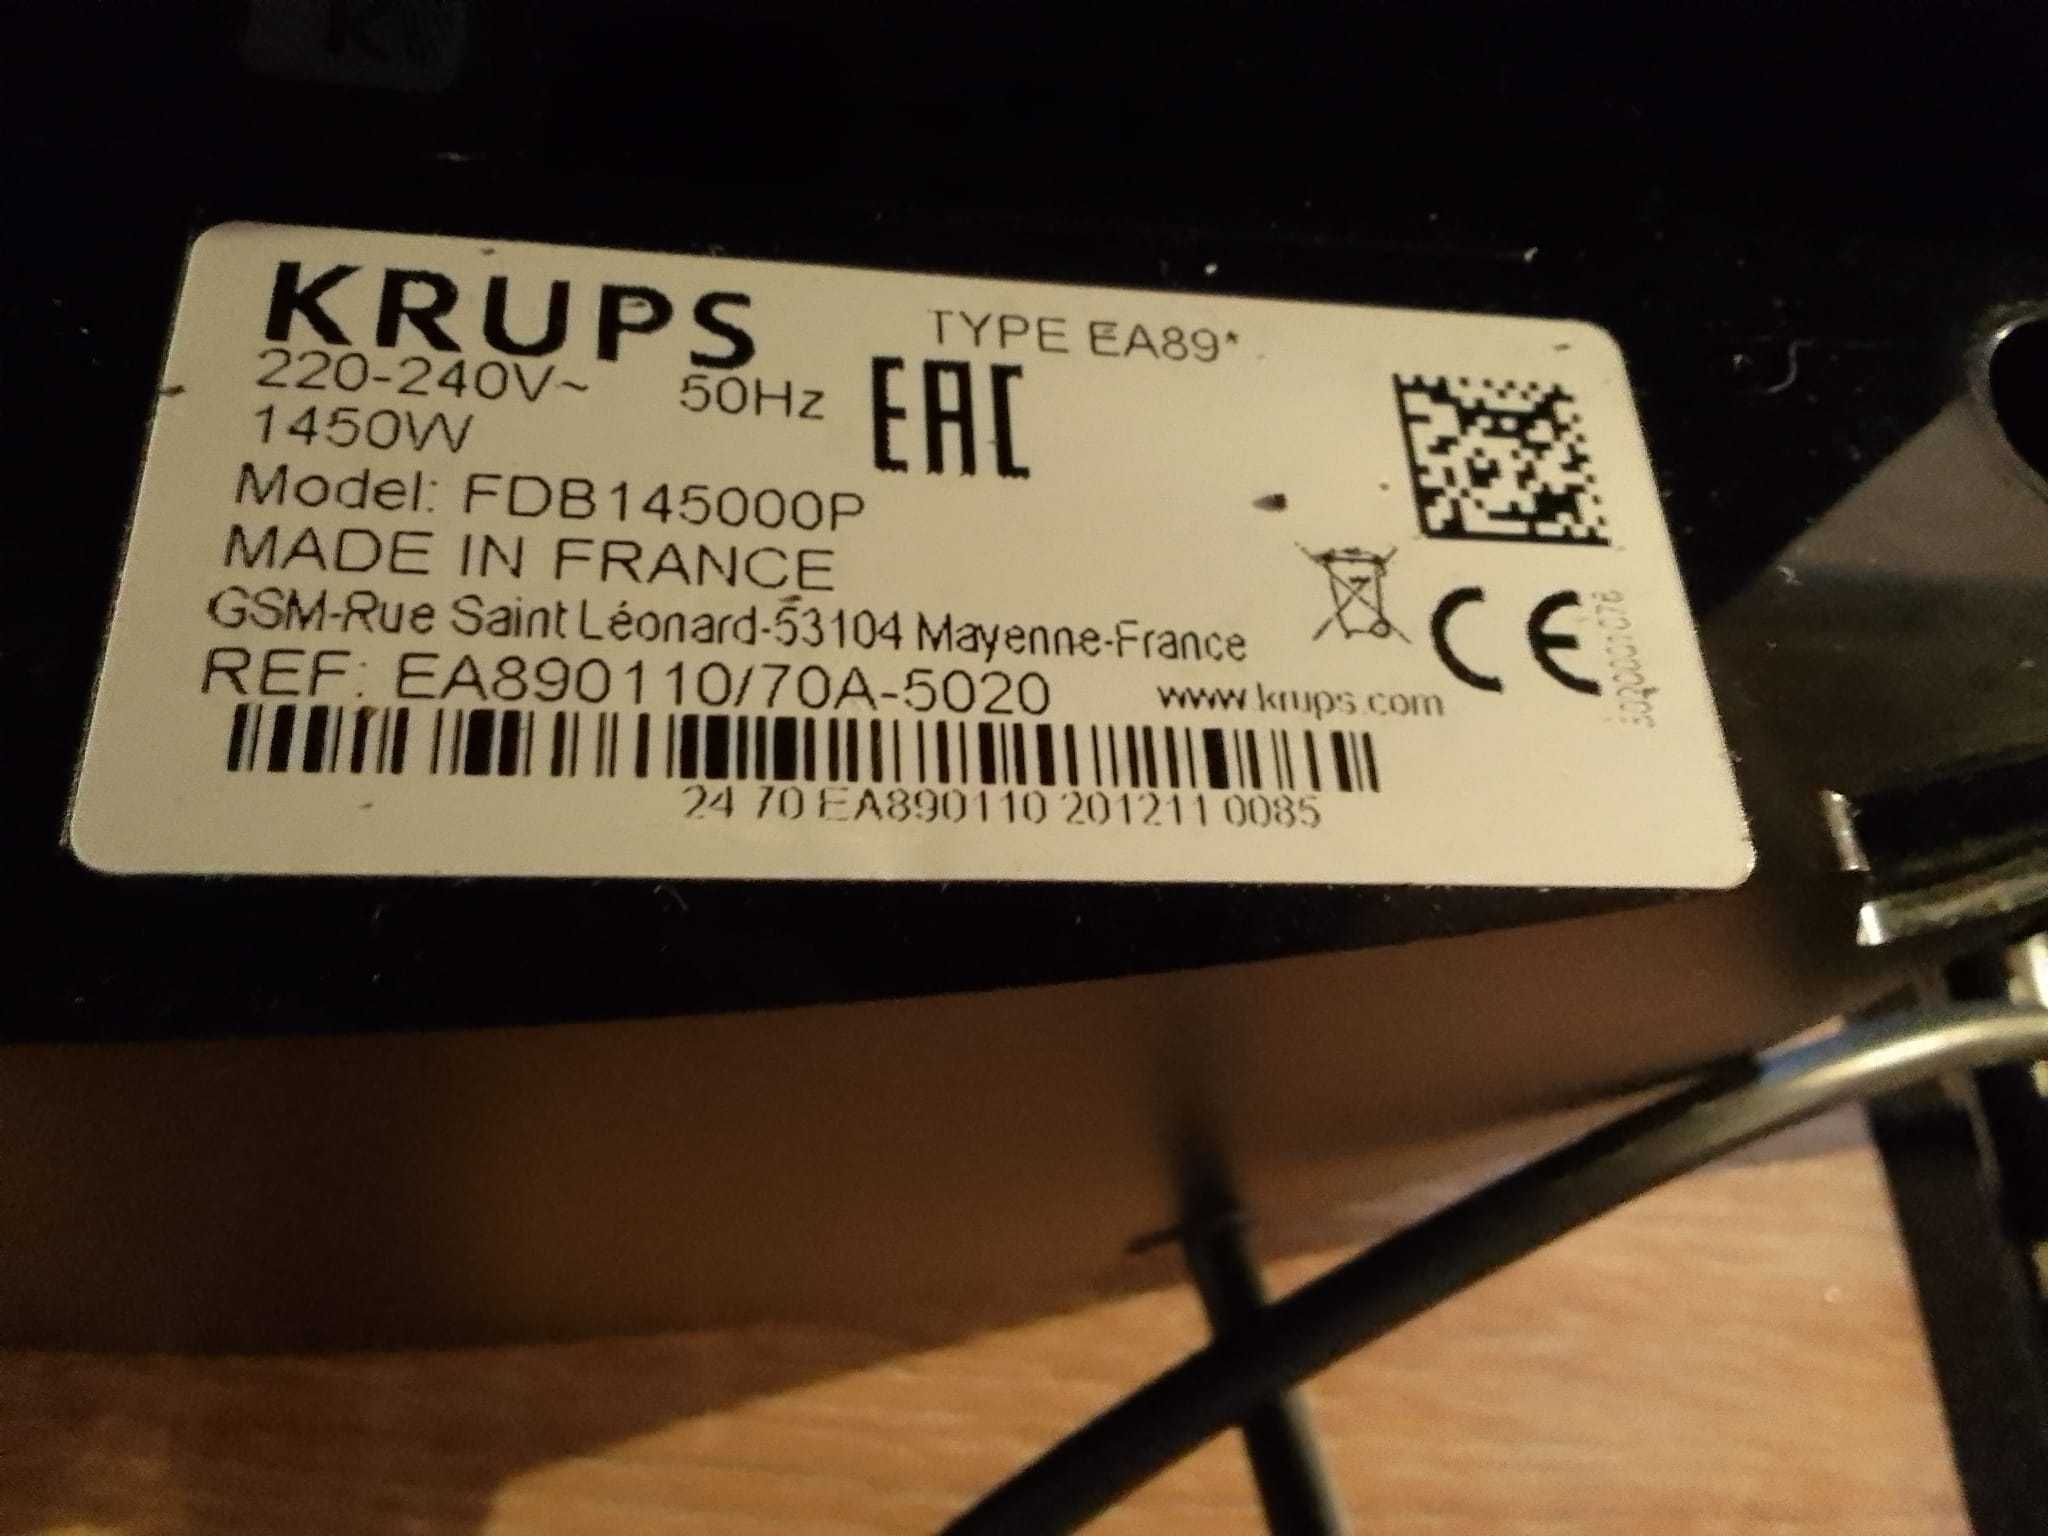 KRUPS
TYPE EA89*
220-240V~ 50Hz
EAC
1450W
Model: FDB145000P
MADE IN FRANCE
GSM-Rue Saint Léonard-53104 Mayenne-France
CE
REF: EA890110/70A-5020
www.krups.com
24 70 EA890110 201211 0085